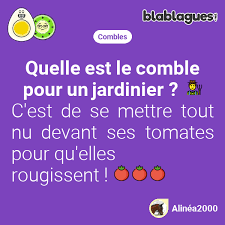 blablagues
Combles
Quelle est le comble
pour un jardinier ? 👩‍🌾
C'est de se mettre tout
nu devant ses tomates
pour qu'elles
rougissent ! 🍅🍅🍅
Alinéa2000